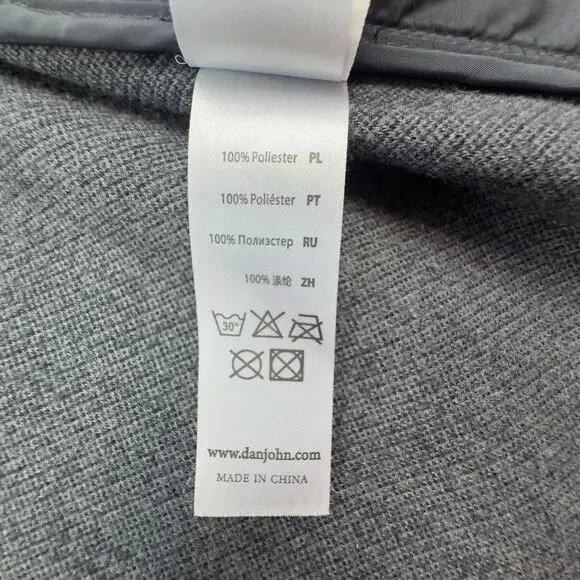 100% Poliester PL
100% Poliéster PT
100% Полиэстер RU
100% 涤纶 ZH
30°
www.danjohn.com
MADE IN CHINA